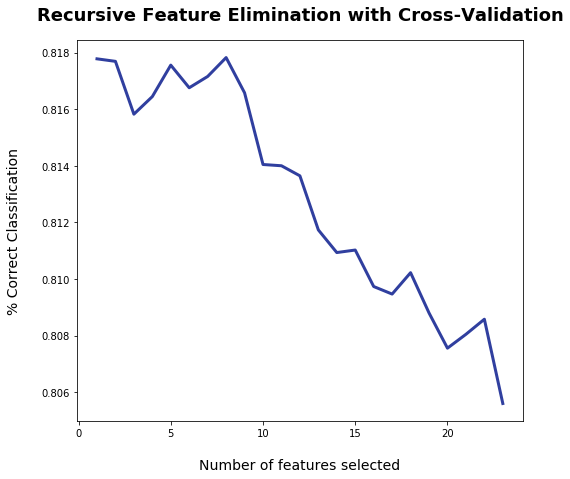 Recursive Feature Elimination with Cross-Validation
0.818
0.816
0.814
0.812
0.810
0.808
0.806
% Correct Classification
0 5 10 15 20
Number of features selected